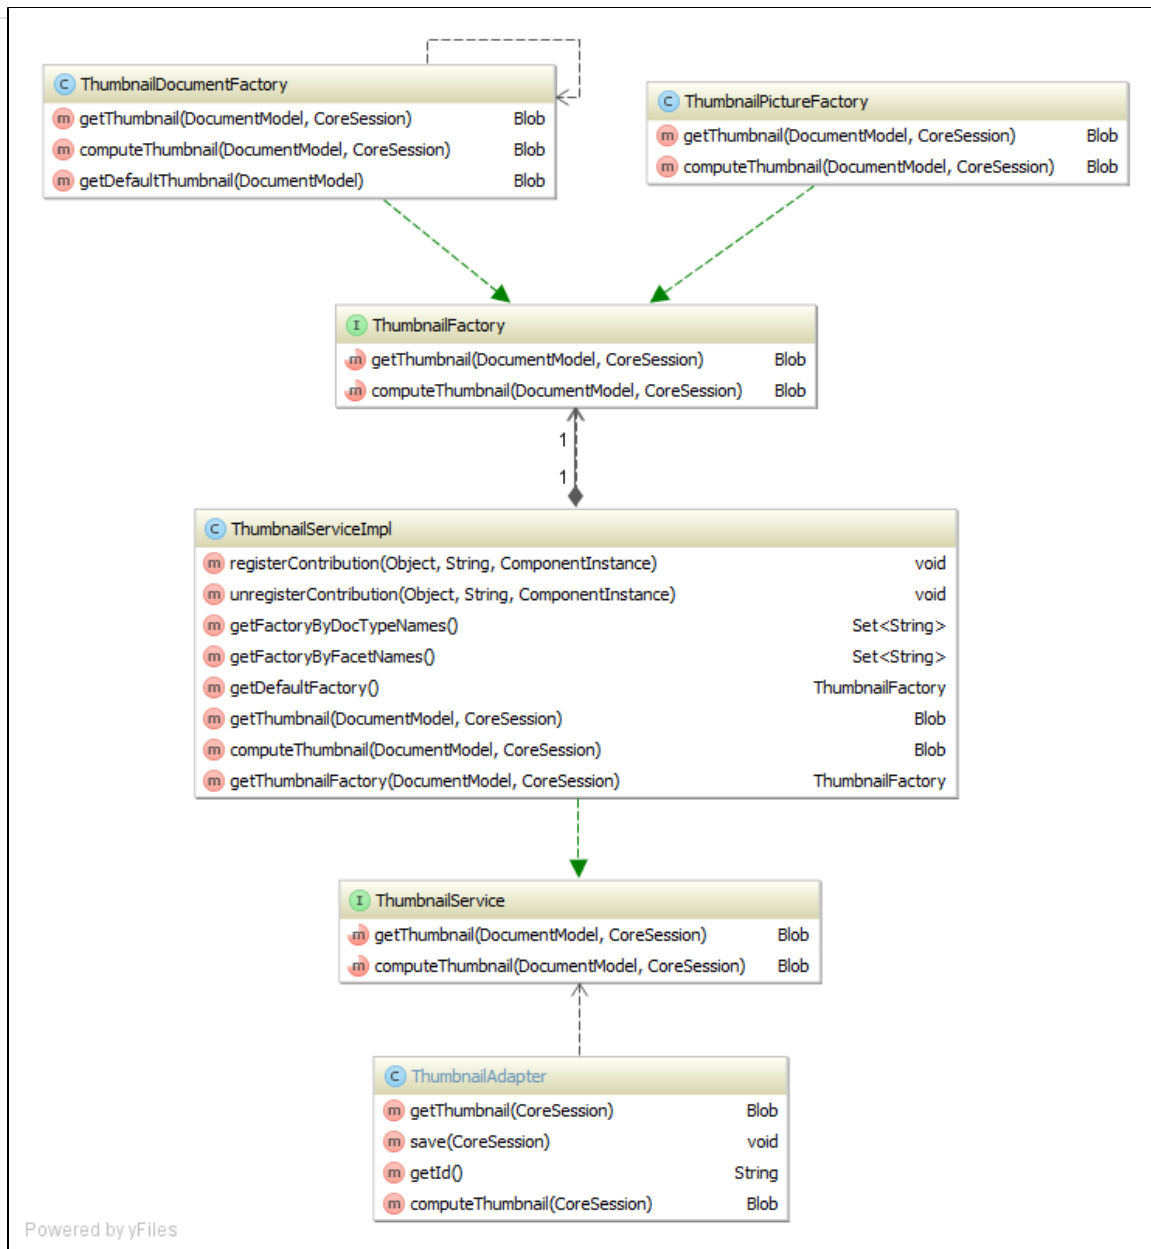 C ThumbnailDocumentFactory
m getThumbnail(DocumentModel, CoreSession) Blob
m computeThumbnail(DocumentModel, CoreSession) Blob
m getDefaultThumbnail(DocumentModel) Blob
C ThumbnailPictureFactory
m getThumbnail(DocumentModel, CoreSession) Blob
m computeThumbnail(DocumentModel, CoreSession) Blob
I ThumbnailFactory
m getThumbnail(DocumentModel, CoreSession) Blob
m computeThumbnail(DocumentModel, CoreSession) Blob
1
1
C ThumbnailServiceImpl
m registerContribution(Object, String, ComponentInstance) void
m unregisterContribution(Object, String, ComponentInstance) void
m getFactoryByDocTypeNames() Set<String>
m getFactoryByFacetNames() Set<String>
m getDefaultFactory() ThumbnailFactory
m getThumbnail(DocumentModel, CoreSession) Blob
m computeThumbnail(DocumentModel, CoreSession) Blob
m getThumbnailFactory(DocumentModel, CoreSession) ThumbnailFactory
I ThumbnailService
m getThumbnail(DocumentModel, CoreSession) Blob
m computeThumbnail(DocumentModel, CoreSession) Blob
C ThumbnailAdapter
m getThumbnail(CoreSession) Blob
m save(CoreSession) void
m getId() String
m computeThumbnail(CoreSession) Blob
Powered by yFiles